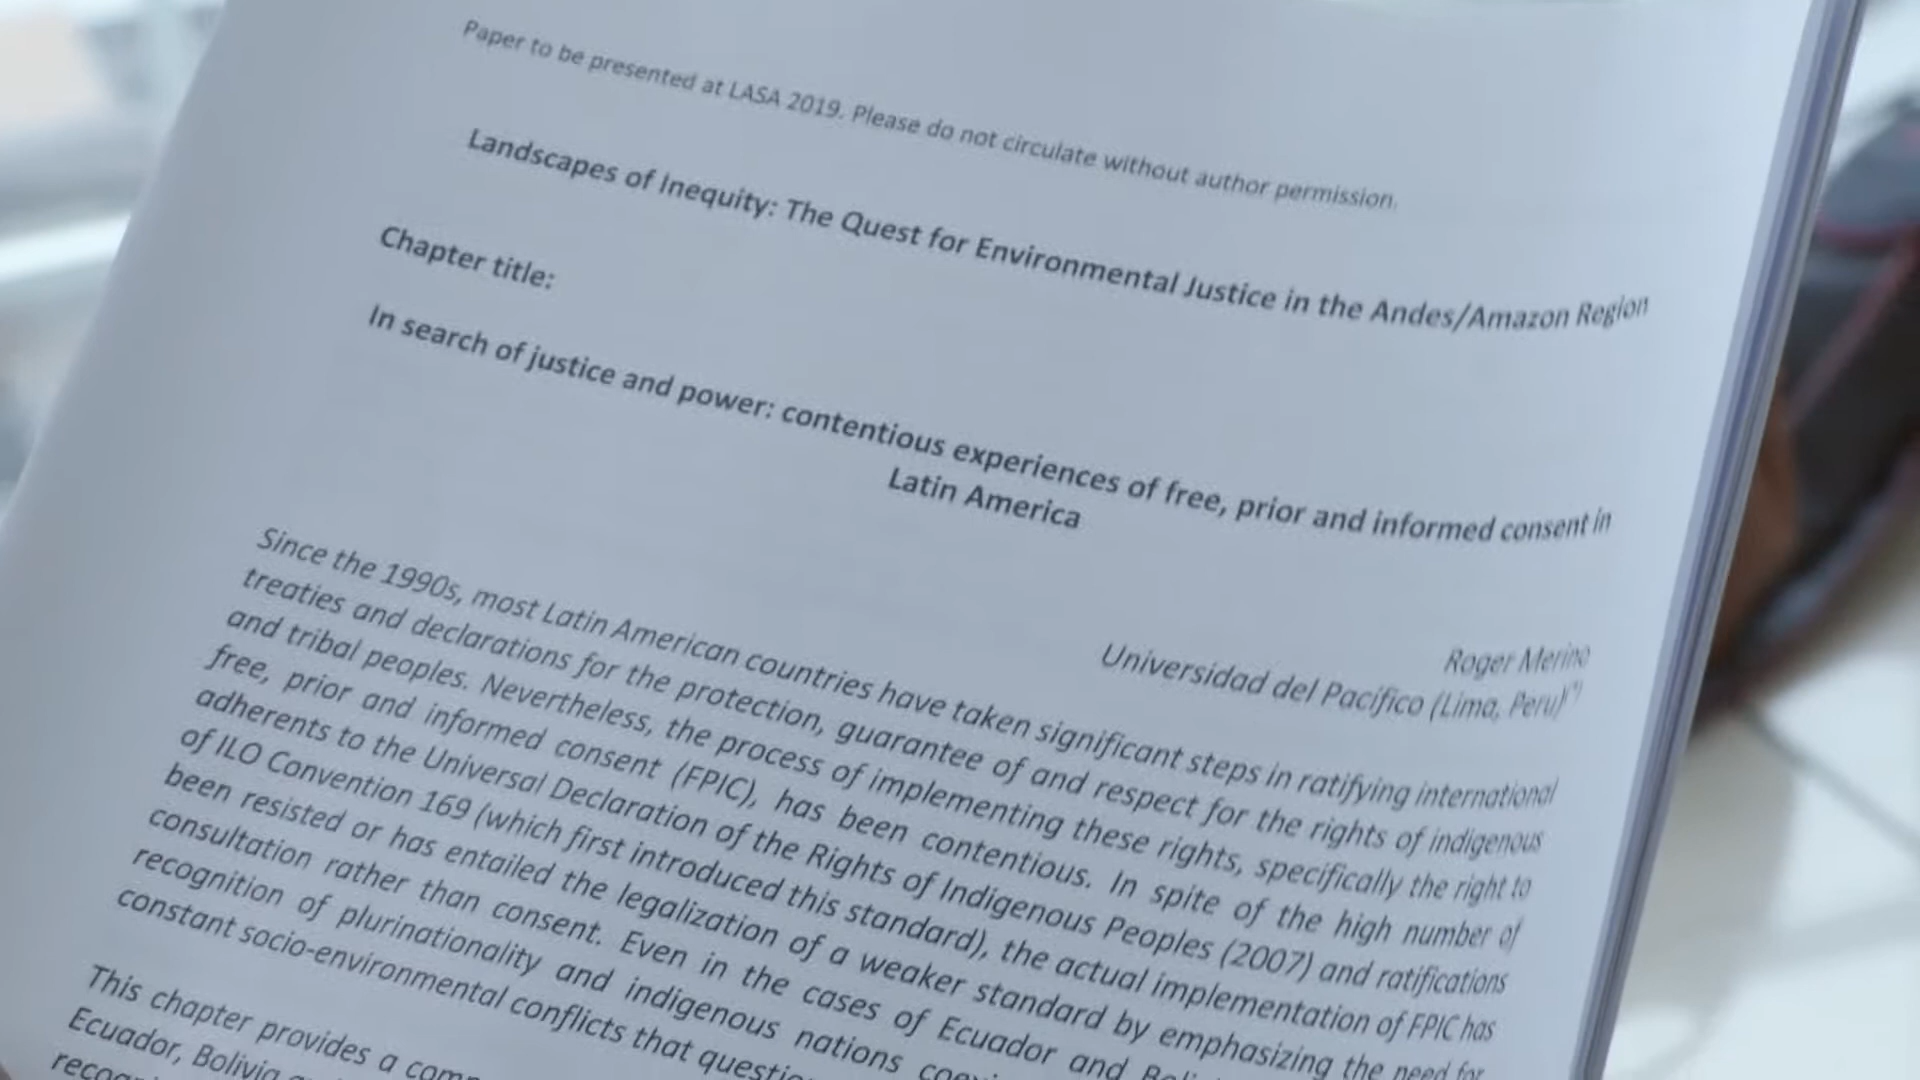 Paper to be presented at LASA 2019. Please do not circulate without author permission.
Landscapes of Inequity: The Quest for Environmental Justice in the Andes/Amazon Region
Chapter title:
In search of justice and power: contentious experiences of free, prior and informed consent in
Latin America
Roger Merino
Universidad del Pacífico (Lima, Peru)
Since the 1990s, most Latin American countries have taken significant steps in ratifying international
treaties and declarations for the protection, guarantee of and respect for the rights of indigenous
and tribal peoples. Nevertheless, the process of implementing these rights, specifically the right to
free, prior and informed consent (FPIC), has been contentious. In spite of the high number of
adherents to the Universal Declaration of the Rights of Indigenous Peoples (2007) and ratifications
of ILO Convention 169 (which first introduced this standard), the actual implementation of FPIC has
been resisted or has entailed the legalization of a weaker standard by emphasizing the need for
consultation rather than consent. Even in the cases of Ecuador and
recognition of plurinationality and indigenous nations
constant socio-environmental conflicts that
This chapter provides a
Ecuador, Bolivia